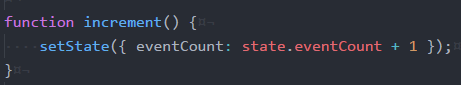 function increment() {
    setState({ eventCount: state.eventCount + 1 });
}